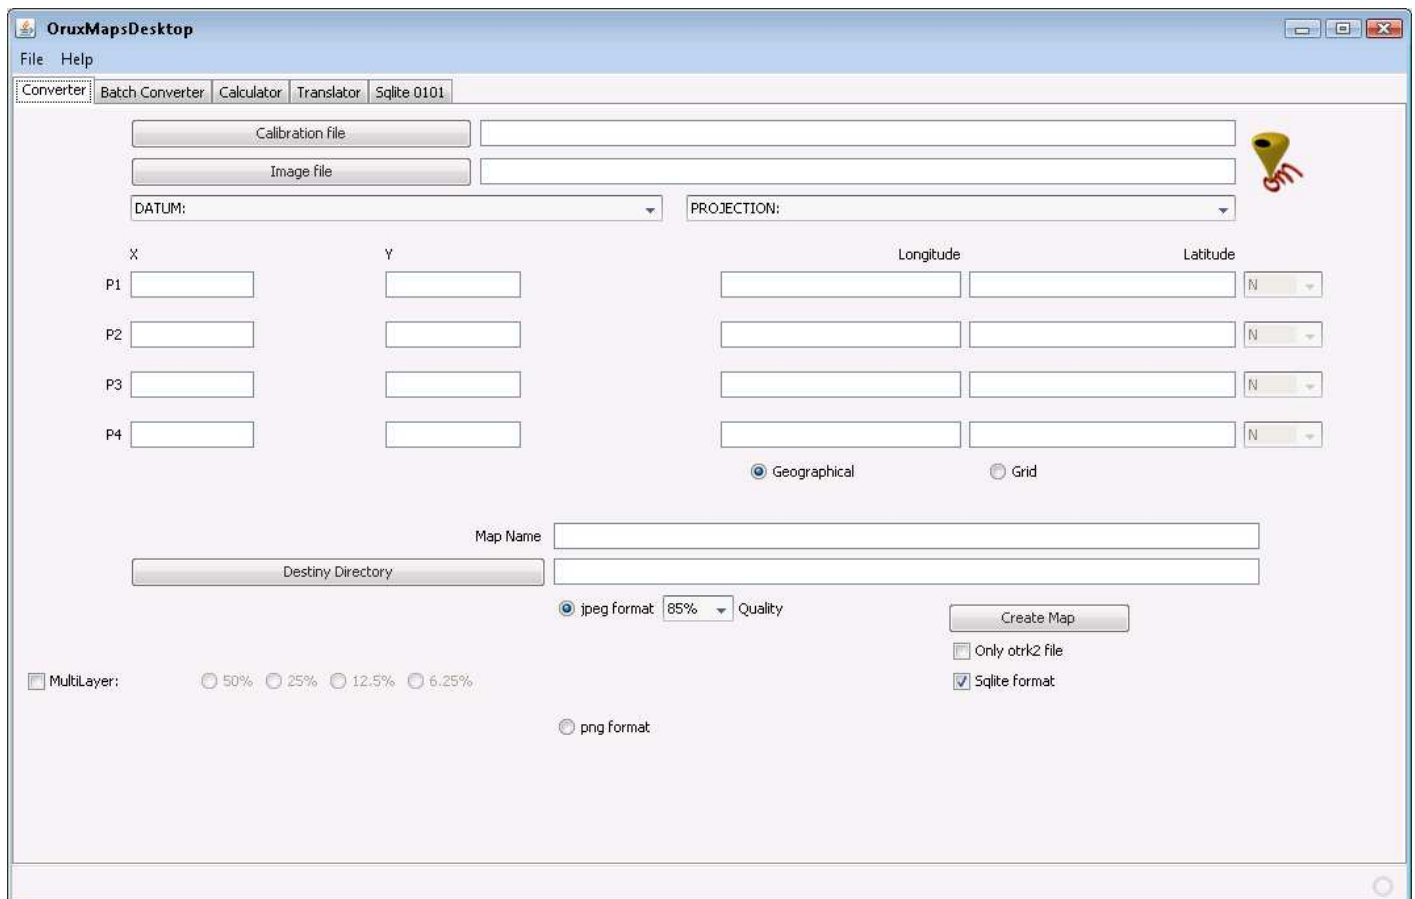 OruxMapsDesktop
File Help
Converter Batch Converter Calculator Translator Sqlite 0101
Calibration file
Image file
DATUM: PROJECTION:
X Y Longitude Latitude
P1 N
P2 N
P3 N
P4 N
Geographical Grid
Map Name
Destiny Directory
jpeg format 85% Quality
Create Map
Only otrk2 file
MultiLayer: 50% 25% 12.5% 6.25% Sqlite format
png format